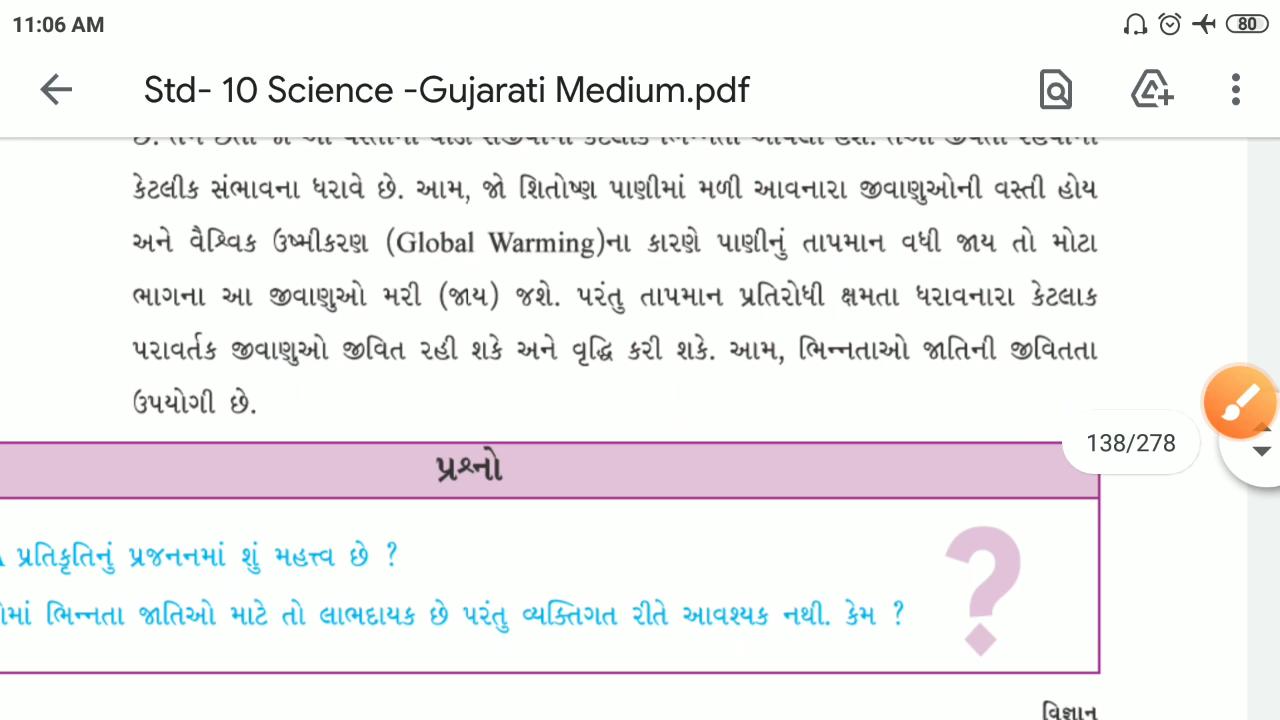 11:06 AM
80
Std- 10 Science -Gujarati Medium.pdf
કેટલીક સંભાવના ધરાવે છે. આમ, જો શિતોષ્ણ પાણીમાં મળી આવનારા જીવાણુઓની વસ્તી હોય
અને વૈશ્વિક ઉષ્મીકરણ (Global Warming)ના કારણે પાણીનું તાપમાન વધી જાય તો મોટા
ભાગના આ જીવાણુઓ મરી (જાય) જશે. પરંતુ તાપમાન પ્રતિરોધી ક્ષમતા ધરાવનારા કેટલાક
પરાવર્તક જીવાણુઓ જીવિત રહી શકે અને વૃદ્ધિ કરી શકે. આમ, ભિન્નતાઓ જાતિની જીવિતતા
ઉપયોગી છે.
138/278
પ્રશ્નો
પ્રતિકૃતિનું પ્રજનનમાં શું મહત્ત્વ છે ?
ભિન્નતા જાતિઓ માટે તો લાભદાયક છે પરંતુ વ્યક્તિગત રીતે આવશ્યક નથી. કેમ ?
વિજ્ઞાન